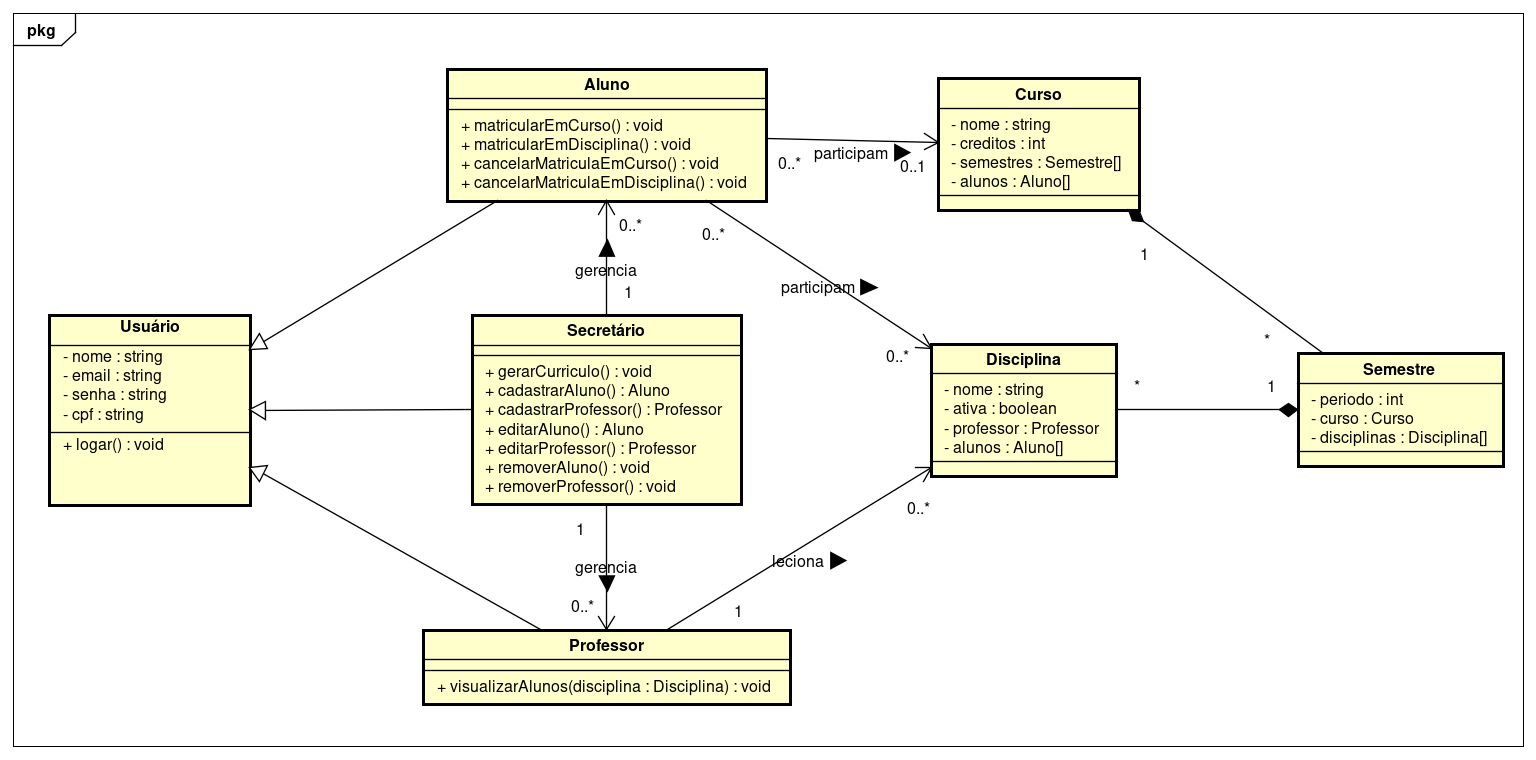 pkg
Aluno
+ matricularEmCurso() : void
+ matricularEmDisciplina() : void
+ cancelarMatriculaEmCurso() : void
+ cancelarMatriculaEmDisciplina() : void
Curso
- nome : string
- creditos : int
- semestres : Semestre[]
- alunos : Aluno[]
0..*
participam
0..1
0..*
gerencia
1
0..*
participam
0..*
1
*
Usuário
- nome : string
- email : string
- senha : string
- cpf : string
+ logar() : void
Secretário
+ gerarCurriculo() : void
+ cadastrarAluno() : Aluno
+ cadastrarProfessor() : Professor
+ editarAluno() : Aluno
+ editarProfessor() : Professor
+ removerAluno() : void
+ removerProfessor() : void
Disciplina
- nome : string
- ativa : boolean
- professor : Professor
- alunos : Aluno[]
*
1
Semestre
- periodo : int
- curso : Curso
- disciplinas : Disciplina[]
1
gerencia
0..*
0..*
leciona
1
Professor
+ visualizarAlunos(disciplina : Disciplina) : void